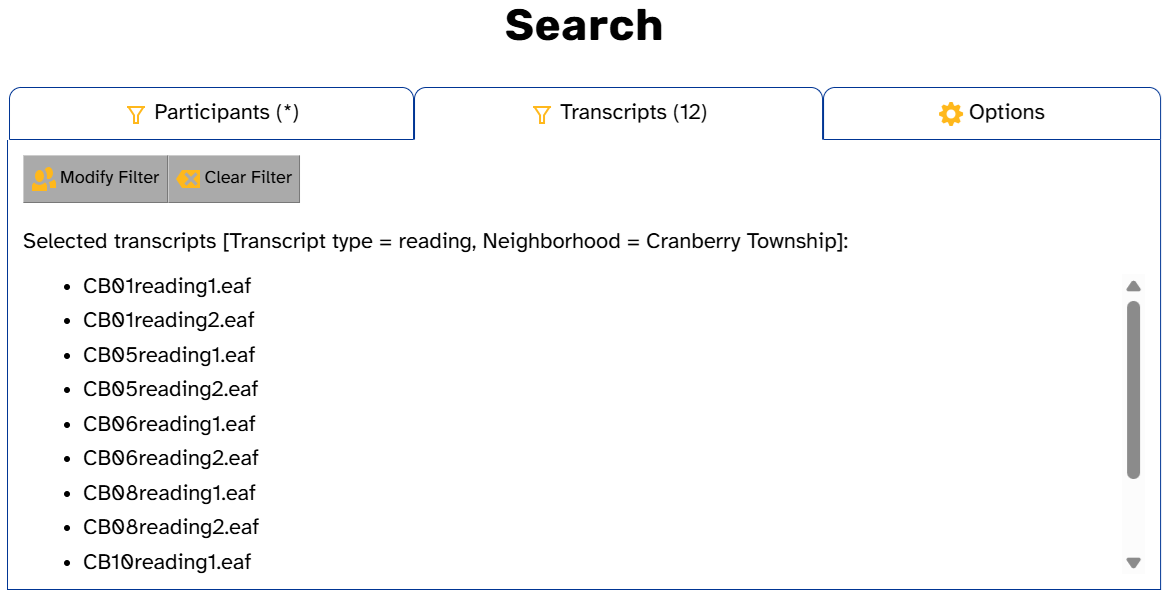 Search
Participants (*)
Transcripts (12)
Options
Modify Filter
Clear Filter
Selected transcripts [Transcript type = reading, Neighborhood = Cranberry Township]:
• CB01reading1.eaf
• CB01reading2.eaf
• CB05reading1.eaf
• CB05reading2.eaf
• CB06reading1.eaf
• CB06reading2.eaf
• CB08reading1.eaf
• CB08reading2.eaf
• CB10reading1.eaf